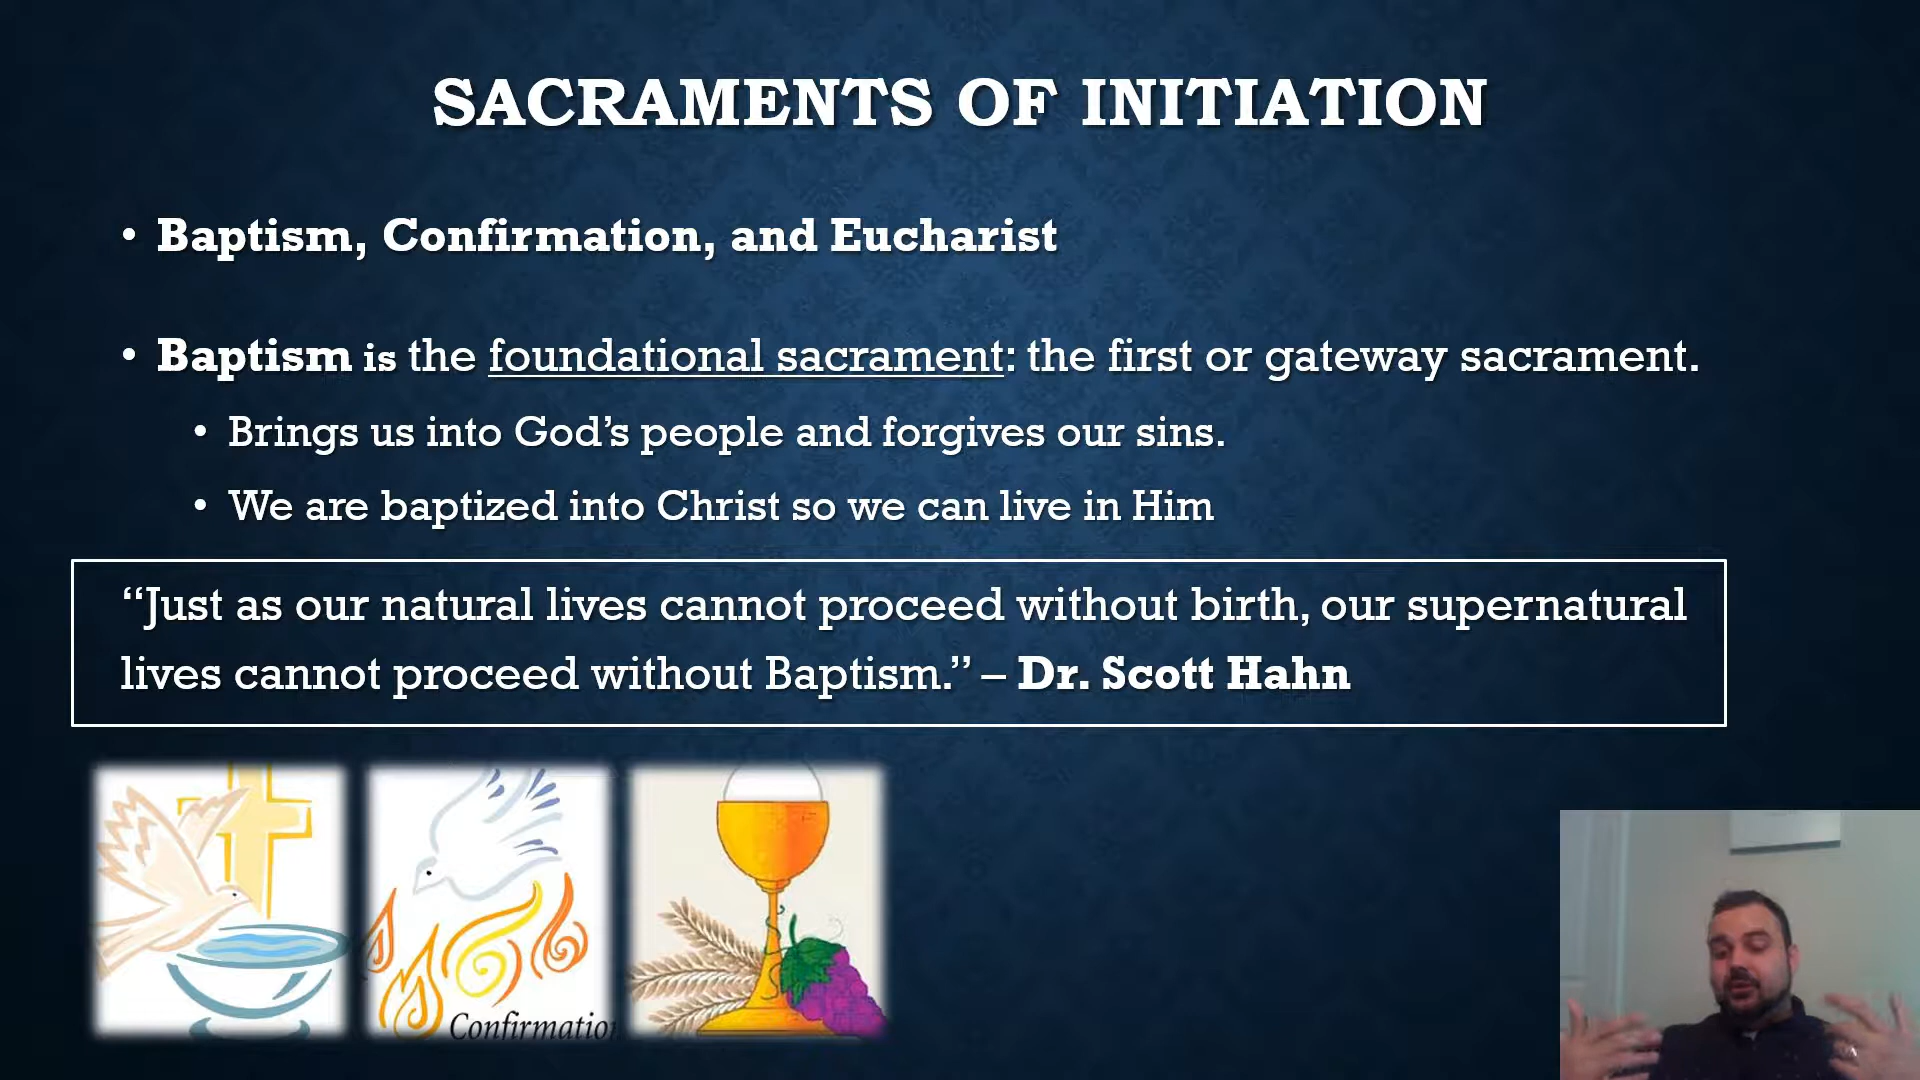 SACRAMENTS OF INITIATION
• Baptism, Confirmation, and Eucharist
• Baptism is the foundational sacrament: the first or gateway sacrament.
• Brings us into God’s people and forgives our sins.
• We are baptized into Christ so we can live in Him
“Just as our natural lives cannot proceed without birth, our supernatural
lives cannot proceed without Baptism.” – Dr. Scott Hahn
Confirmation